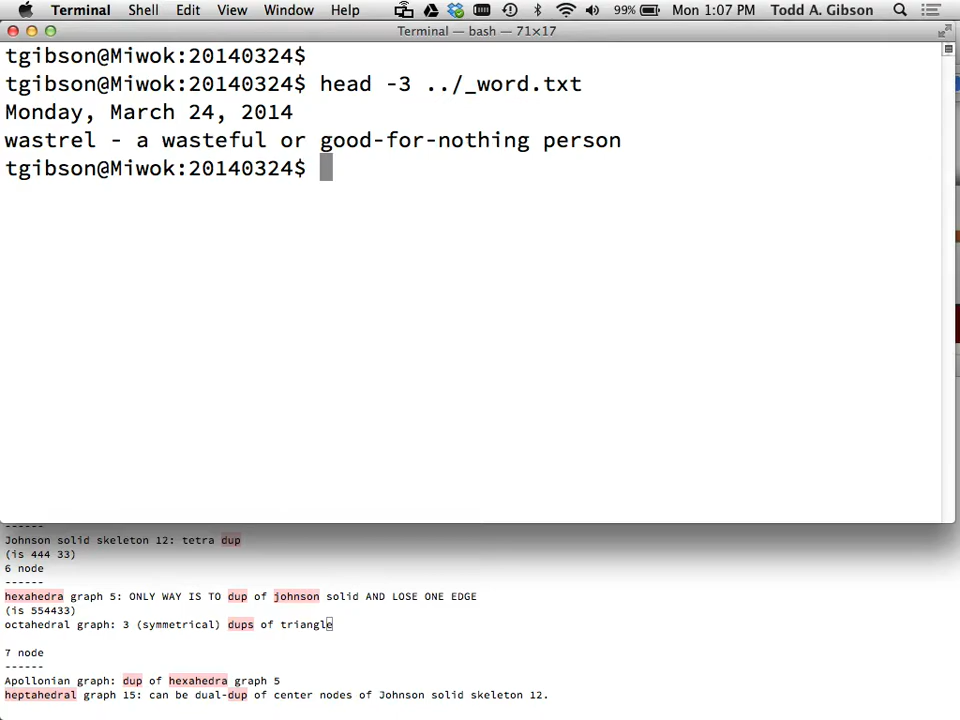 Terminal Shell Edit View Window Help 99% Mon 1:07 PM Todd A. Gibson
Terminal — bash — 71×17
tgibson@Miwok:20140324$
tgibson@Miwok:20140324$ head -3 ../_word.txt
Monday, March 24, 2014
wastrel - a wasteful or good-for-nothing person
tgibson@Miwok:20140324$
------
Johnson solid skeleton 12: tetra dup
(is 444 33)
6 node
------
hexahedra graph 5: ONLY WAY IS TO dup of johnson solid AND LOSE ONE EDGE
(is 554433)
octahedral graph: 3 (symmetrical) dups of triangle
7 node
------
Apollonian graph: dup of hexahedra graph 5
heptahedral graph 15: can be dual-dup of center nodes of Johnson solid skeleton 12.